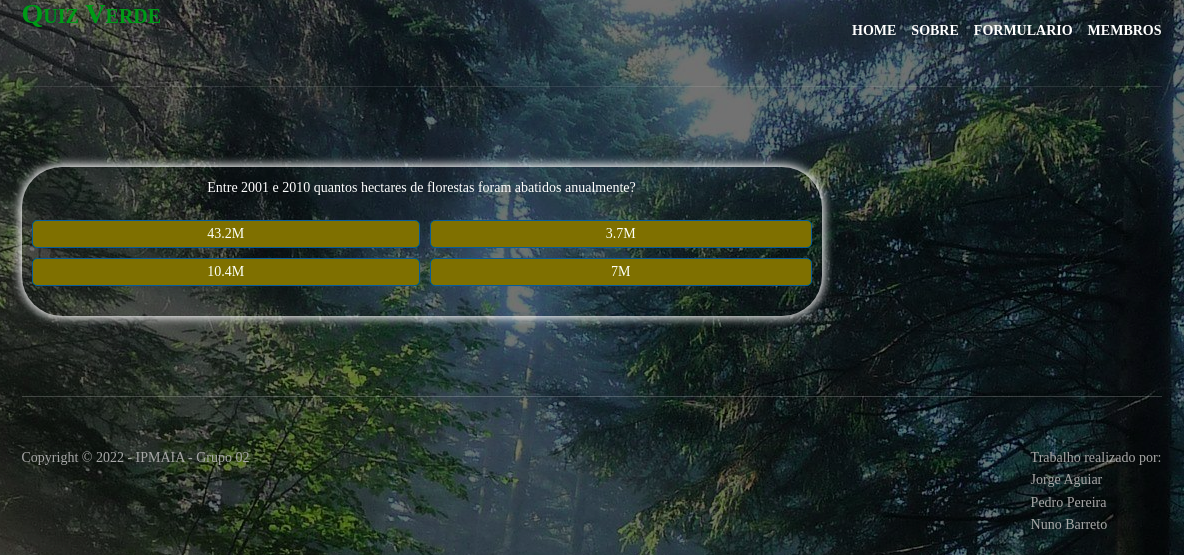 Quiz Verde
HOME SOBRE FORMULARIO MEMBROS
Entre 2001 e 2010 quantos hectares de florestas foram abatidos anualmente?
43.2M 3.7M
10.4M 7M
Copyright © 2022 - IPMAIA - Grupo 02
Trabalho realizado por:
Jorge Aguiar
Pedro Pereira
Nuno Barreto